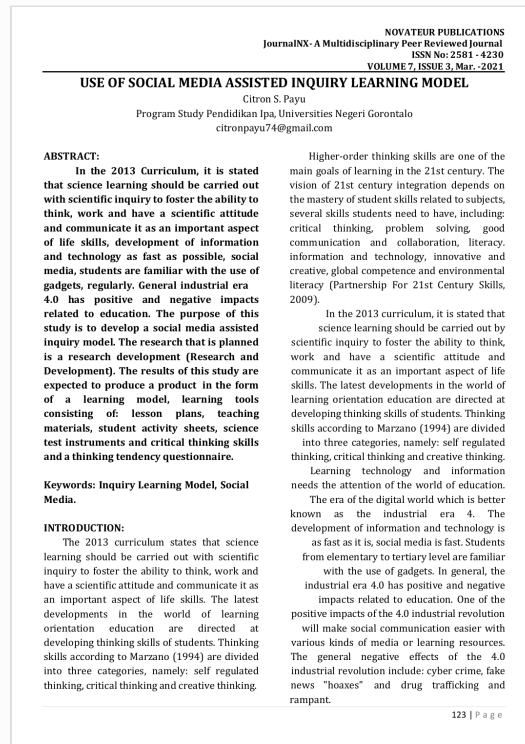 NOVATEUR PUBLICATIONS
JournalNX- A Multidisciplinary Peer Reviewed Journal
ISSN No: 2581 - 4230
VOLUME 7, ISSUE 3, Mar. -2021
USE OF SOCIAL MEDIA ASSISTED INQUIRY LEARNING MODEL
Citron S. Payu
Program Study Pendidikan Ipa, Universities Negeri Gorontalo
citronpayu74@gmail.com
ABSTRACT:
In the 2013 Curriculum, it is stated
that science learning should be carried out
with scientific inquiry to foster the ability to
think, work and have a scientific attitude
and communicate it as an important aspect
of life skills, development of information
and technology as fast as possible, social
media, students are familiar with the use of
gadgets, regularly. General industrial era
4.0 has positive and negative impacts
related to education. The purpose of this
study is to develop a social media assisted
inquiry model. The research that is planned
is a research development (Research and
Development). The results of this study are
expected to produce a product in the form
of a learning model, learning tools
consisting of: lesson plans, teaching
materials, student activity sheets, science
test instruments and critical thinking skills
and a thinking tendency questionnaire.
Keywords: Inquiry Learning Model, Social
Media.
INTRODUCTION:
The 2013 curriculum states that science
learning should be carried out with scientific
inquiry to foster the ability to think, work and
have a scientific attitude and communicate it as
an important aspect of life skills. The latest
developments in the world of learning
orientation education are directed at
developing thinking skills of students. Thinking
skills according to Marzano (1994) are divided
into three categories, namely: self regulated
thinking, critical thinking and creative thinking.
Higher-order thinking skills are one of the
main goals of learning in the 21st century. The
vision of 21st century integration depends on
the mastery of student skills related to subjects,
several skills students need to have, including:
critical thinking, problem solving, good
communication and collaboration, literacy.
information and technology, innovative and
creative, global competence and environmental
literacy (Partnership For 21st Century Skills,
2009).
In the 2013 curriculum, it is stated that
science learning should be carried out by
scientific inquiry to foster the ability to think,
work and have a scientific attitude and
communicate it as an important aspect of life
skills. The latest developments in the world of
learning orientation education are directed at
developing thinking skills of students. Thinking
skills according to Marzano (1994) are divided
into three categories, namely: self regulated
thinking, critical thinking and creative thinking.
Learning technology and information
needs the attention of the world of education.
The era of the digital world which is better
known as the industrial era 4. The
development of information and technology is
as fast as it is, social media is fast. Students
from elementary to tertiary level are familiar
with the use of gadgets. In general, the
industrial era 4.0 has positive and negative
impacts related to education. One of the
positive impacts of the 4.0 industrial revolution
will make social communication easier with
various kinds of media or learning resources.
The general negative effects of the 4.0
industrial revolution include: cyber crime, fake
news "hoaxes" and drug trafficking and
rampant.
123 | P a g e